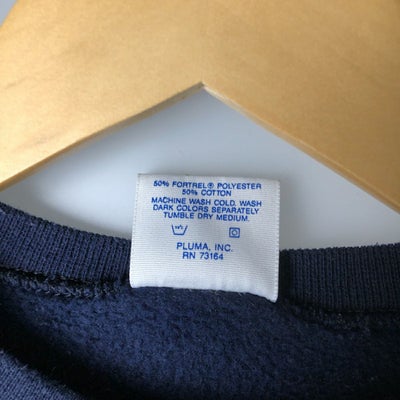 50% FORTREL® POLYESTER
50% COTTON
MACHINE WASH COLD. WASH
DARK COLORS SEPARATELY
TUMBLE DRY MEDIUM.
PLUMA, INC.
RN 73164